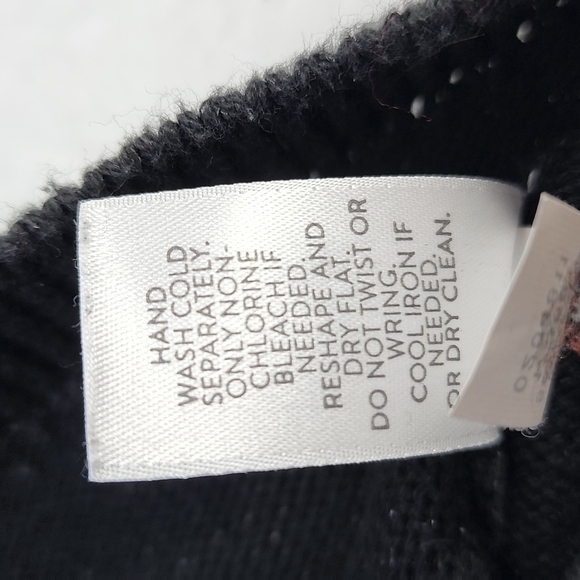 HAND
WASH COLD
SEPARATELY.
ONLY NON-
CHLORINE
BLEACH IF
NEEDED.
RESHAPE AND
DRY FLAT.
DO NOT TWIST OR
WRING.
COOL IRON IF
NEEDED.
OR DRY CLEAN.